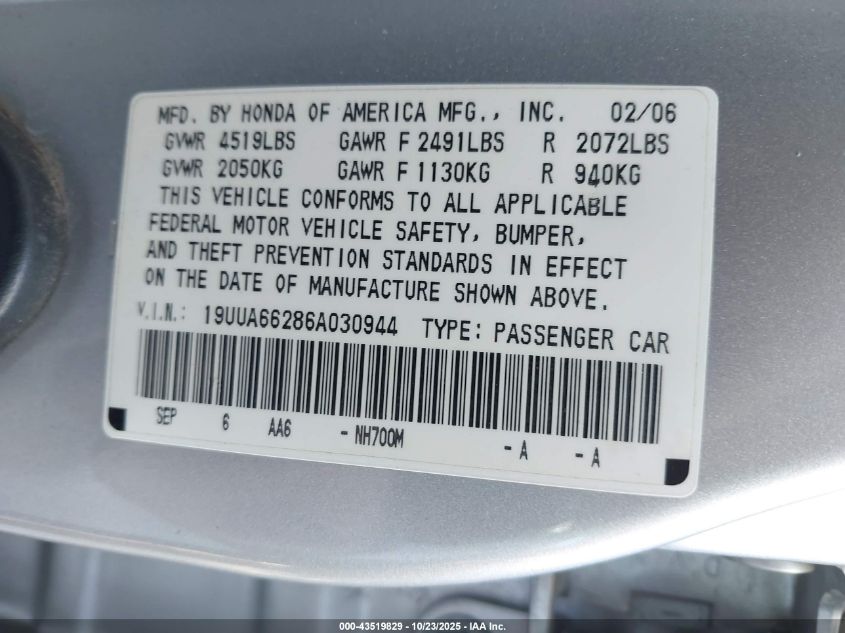 MFD. BY HONDA OF AMERICA MFG., INC. 02/06
GVWR 4519LBS GAWR F 2491LBS R 2072LBS
GVWR 2050KG GAWR F 1130KG R 940KG
THIS VEHICLE CONFORMS TO ALL APPLICABLE
FEDERAL MOTOR VEHICLE SAFETY, BUMPER,
AND THEFT PREVENTION STANDARDS IN EFFECT
ON THE DATE OF MANUFACTURE SHOWN ABOVE.
V.I.N.: 19UUA66286A030944 TYPE: PASSENGER CAR
SEP 6 AA6 - NH700M - A - A
000-43519829 - 10/23/2025 - IAA Inc.